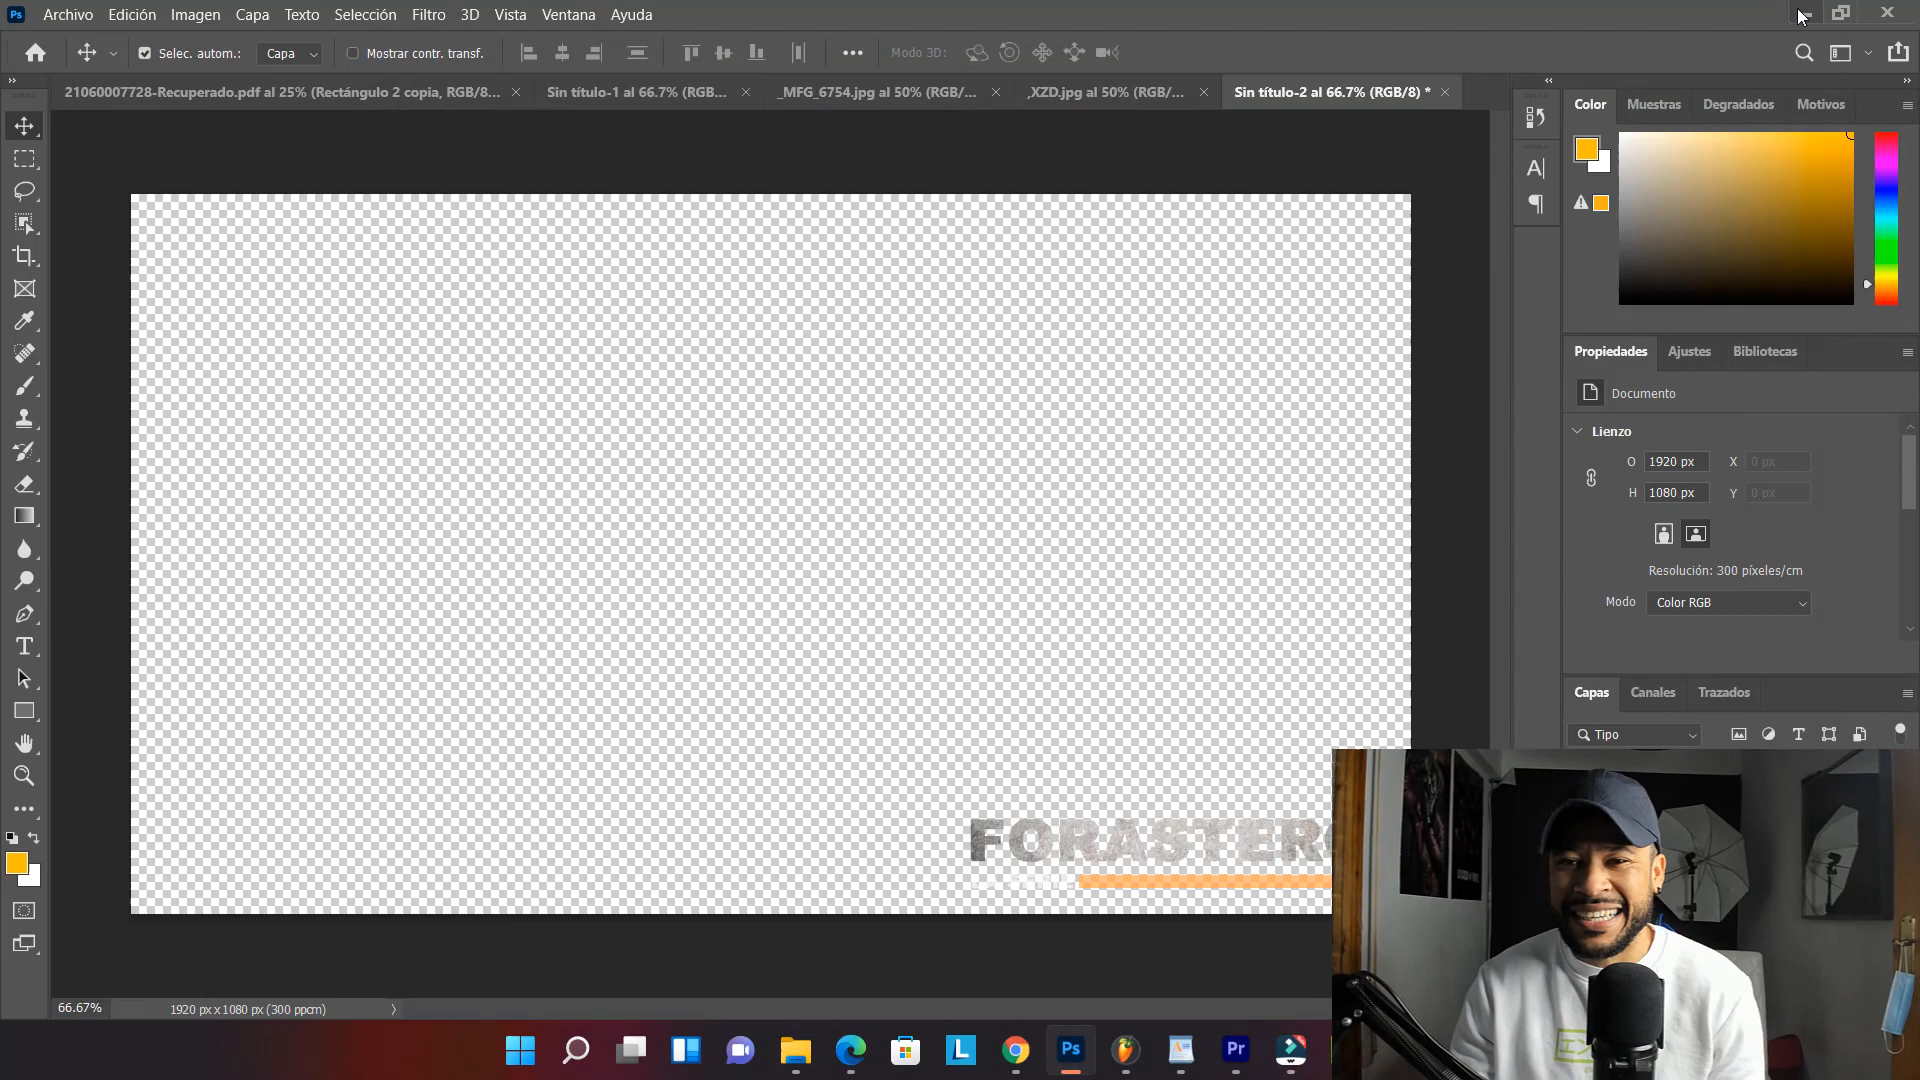 Ps Archivo Edición Imagen Capa Texto Selección Filtro 3D Vista Ventana Ayuda
Selec. autom.: Capa Mostrar contr. transf. Modo 3D:
21060007728-Recuperado.pdf al 25% (Rectángulo 2 copia, RGB/8... Sin título-1 al 66.7% (RGB... _MFG_6754.jpg al 50% (RGB/... ,XZD.jpg al 50% (RGB/... Sin título-2 al 66.7% (RGB/8) *
Color Muestras Degradados Motivos
Propiedades Ajustes Bibliotecas
Documento
Lienzo
O 1920 px X 0 px
H 1080 px Y 0 px
Resolución: 300 píxeles/cm
Modo Color RGB
Capas Canales Trazados
Tipo
FORASTERO
66.67% 1920 px x 1080 px (300 ppcm)
L Ps Pr